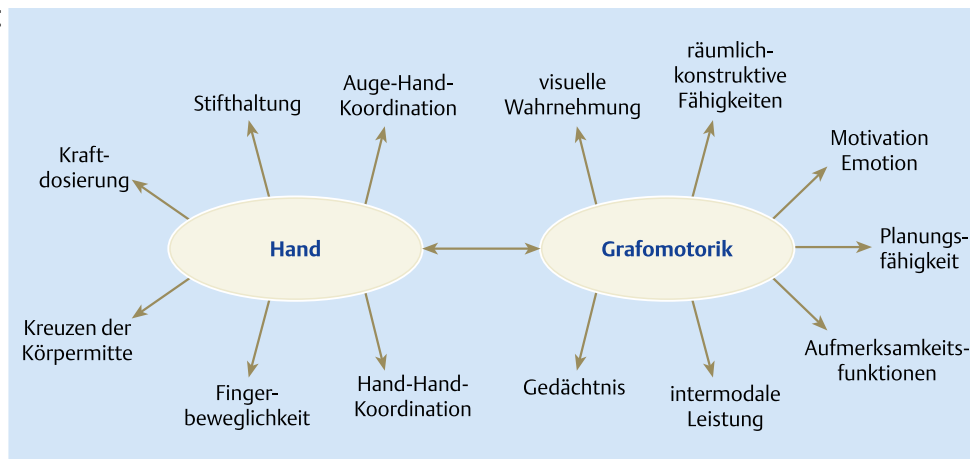 Kraft-
dosierung
Stifthaltung
Auge-Hand-
Koordination
visuelle
Wahrnehmung
räumlich-
konstruktive
Fähigkeiten
Motivation
Emotion
Hand
Grafomotorik
Planungs-
fähigkeit
Kreuzen der
Körpermitte
Finger-
beweglichkeit
Hand-Hand-
Koordination
Gedächtnis
intermodale
Leistung
Aufmerksamkeits-
funktionen